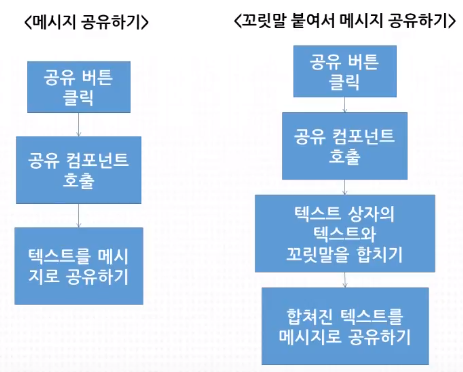 <메시지 공유하기>
공유 버튼
클릭
공유 컴포넌트
호출
텍스트를 메시
지로 공유하기
<꼬릿말 붙여서 메시지 공유하기>
공유 버튼
클릭
공유 컴포넌트
호출
텍스트 상자의
텍스트와
꼬릿말을 합치기
합쳐진 텍스트를
메시지로 공유하기